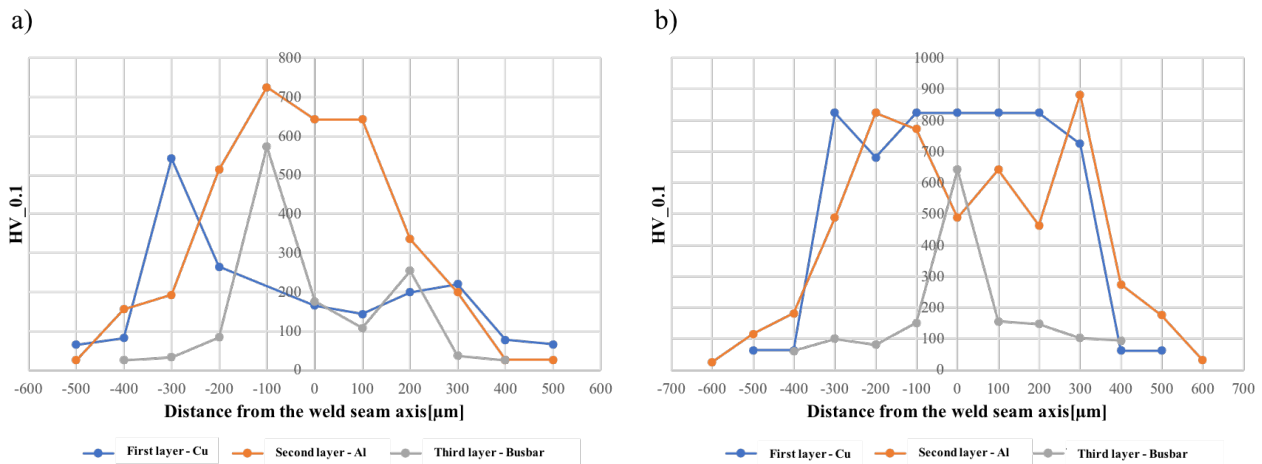 a)
800
700
600
500
400
300
200
100
0
HV_0.1
-600 -500 -400 -300 -200 -100 0 100 200 300 400 500 600
Distance from the weld seam axis[μm]
First layer - Cu Second layer - Al Third layer - Busbar
b)
1000
900
800
700
600
500
400
300
200
100
0
HV_0.1
-700 -600 -500 -400 -300 -200 -100 0 100 200 300 400 500 600 700
Distance from the weld seam axis[μm]
First layer - Cu Second layer - Al Third layer - Busbar